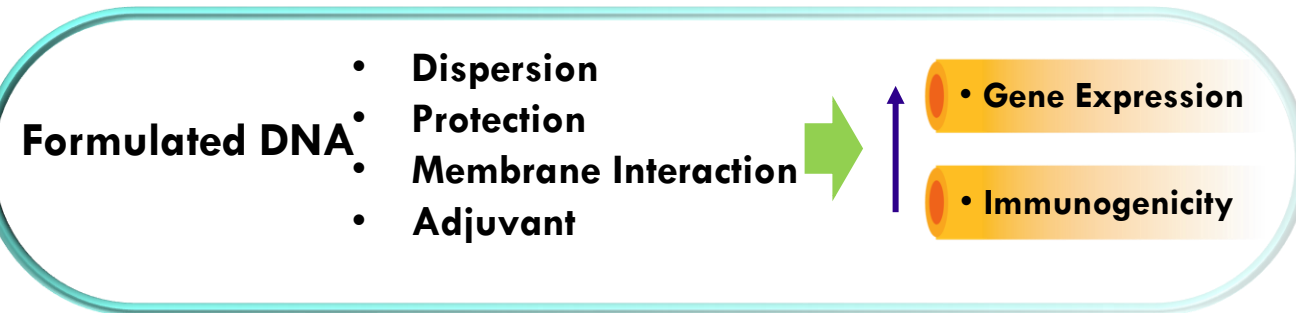 Formulated DNA
• Dispersion
• Protection
• Membrane Interaction
• Adjuvant
• Gene Expression
• Immunogenicity